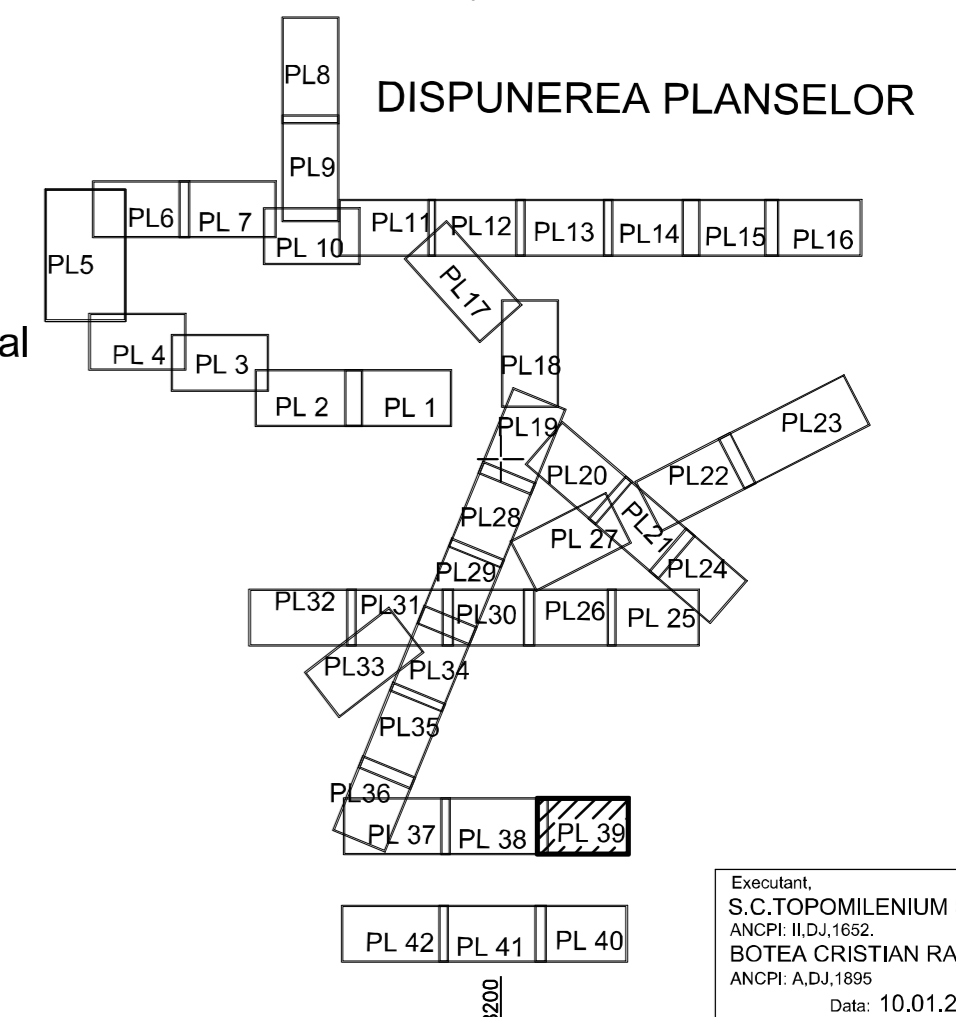 DISPUNEREA PLANSELOR
PL8
PL9
PL6
PL 7
PL 10
PL11
PL12
PL13
PL14
PL15
PL16
PL5
PL17
al
PL 4
PL 3
PL18
PL 2
PL 1
PL19
PL23
PL20
PL22
PL28
PL21
PL 27
PL29
PL24
PL32
PL31
PL30
PL26
PL 25
PL33
PL34
PL35
PL36
PL 37
PL 38
PL 39
PL 42
PL 41
PL 40
3200
Executant,
S.C.TOPOMILENIUM
ANCPI: II,DJ,1652.
BOTEA CRISTIAN RA
ANCPI: A,DJ,1895
Data: 10.01.2